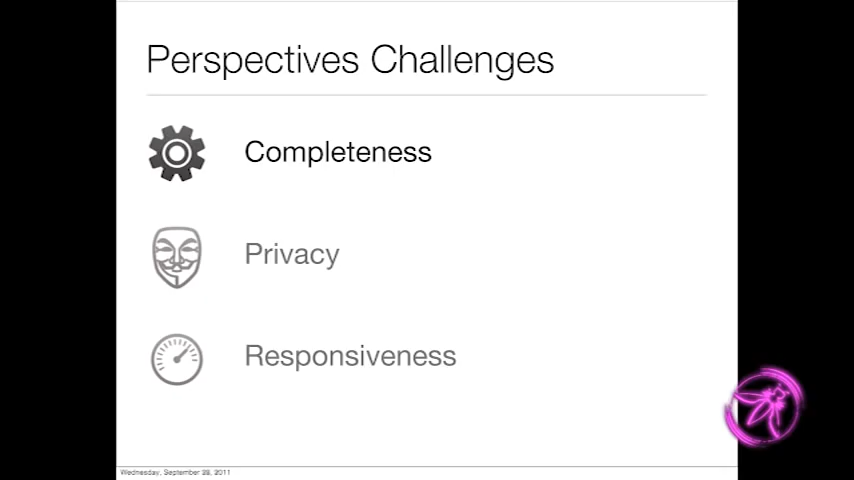 Perspectives Challenges
Completeness
Privacy
Responsiveness
Wednesday, September 28, 2011